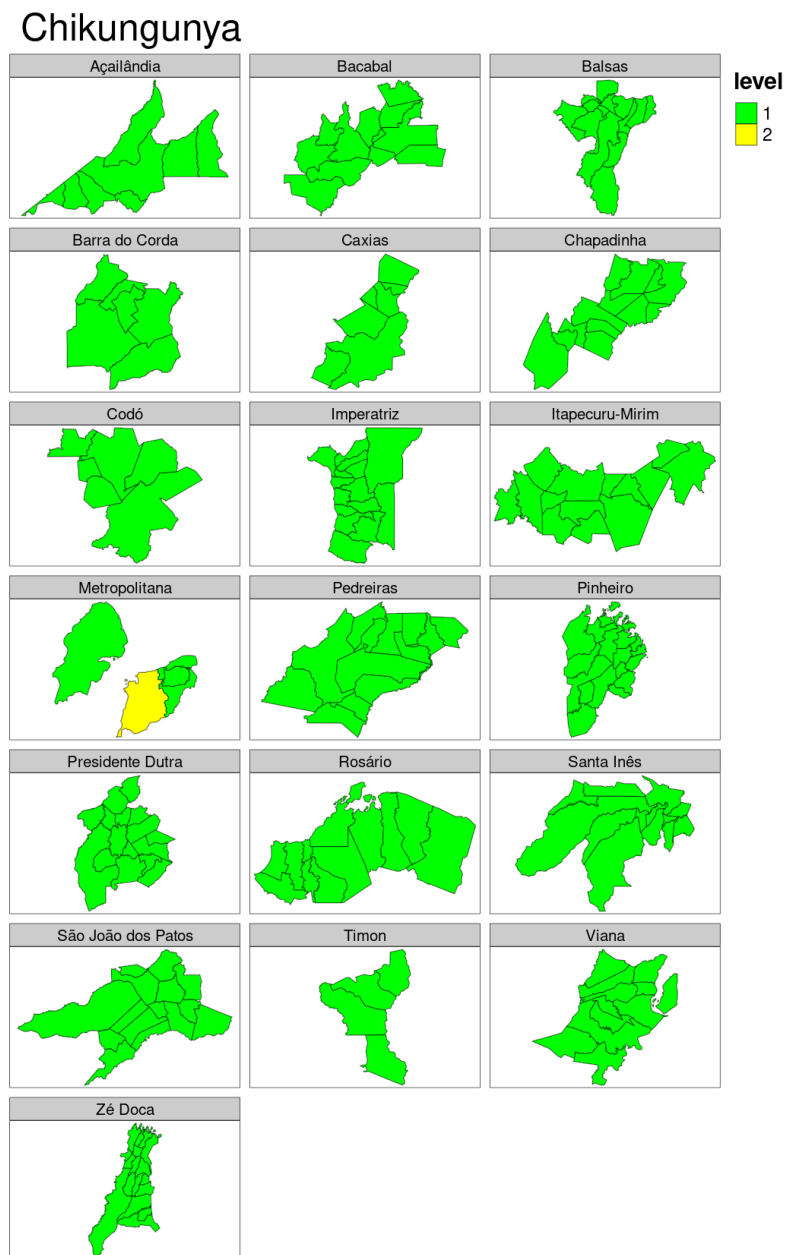 Chikungunya
Açailândia
Bacabal
Balsas
level
1
2
Barra do Corda
Caxias
Chapadinha
Codó
Imperatriz
Itapecuru-Mirim
Metropolitana
Pedreiras
Pinheiro
Presidente Dutra
Rosário
Santa Inês
São João dos Patos
Timon
Viana
Zé Doca